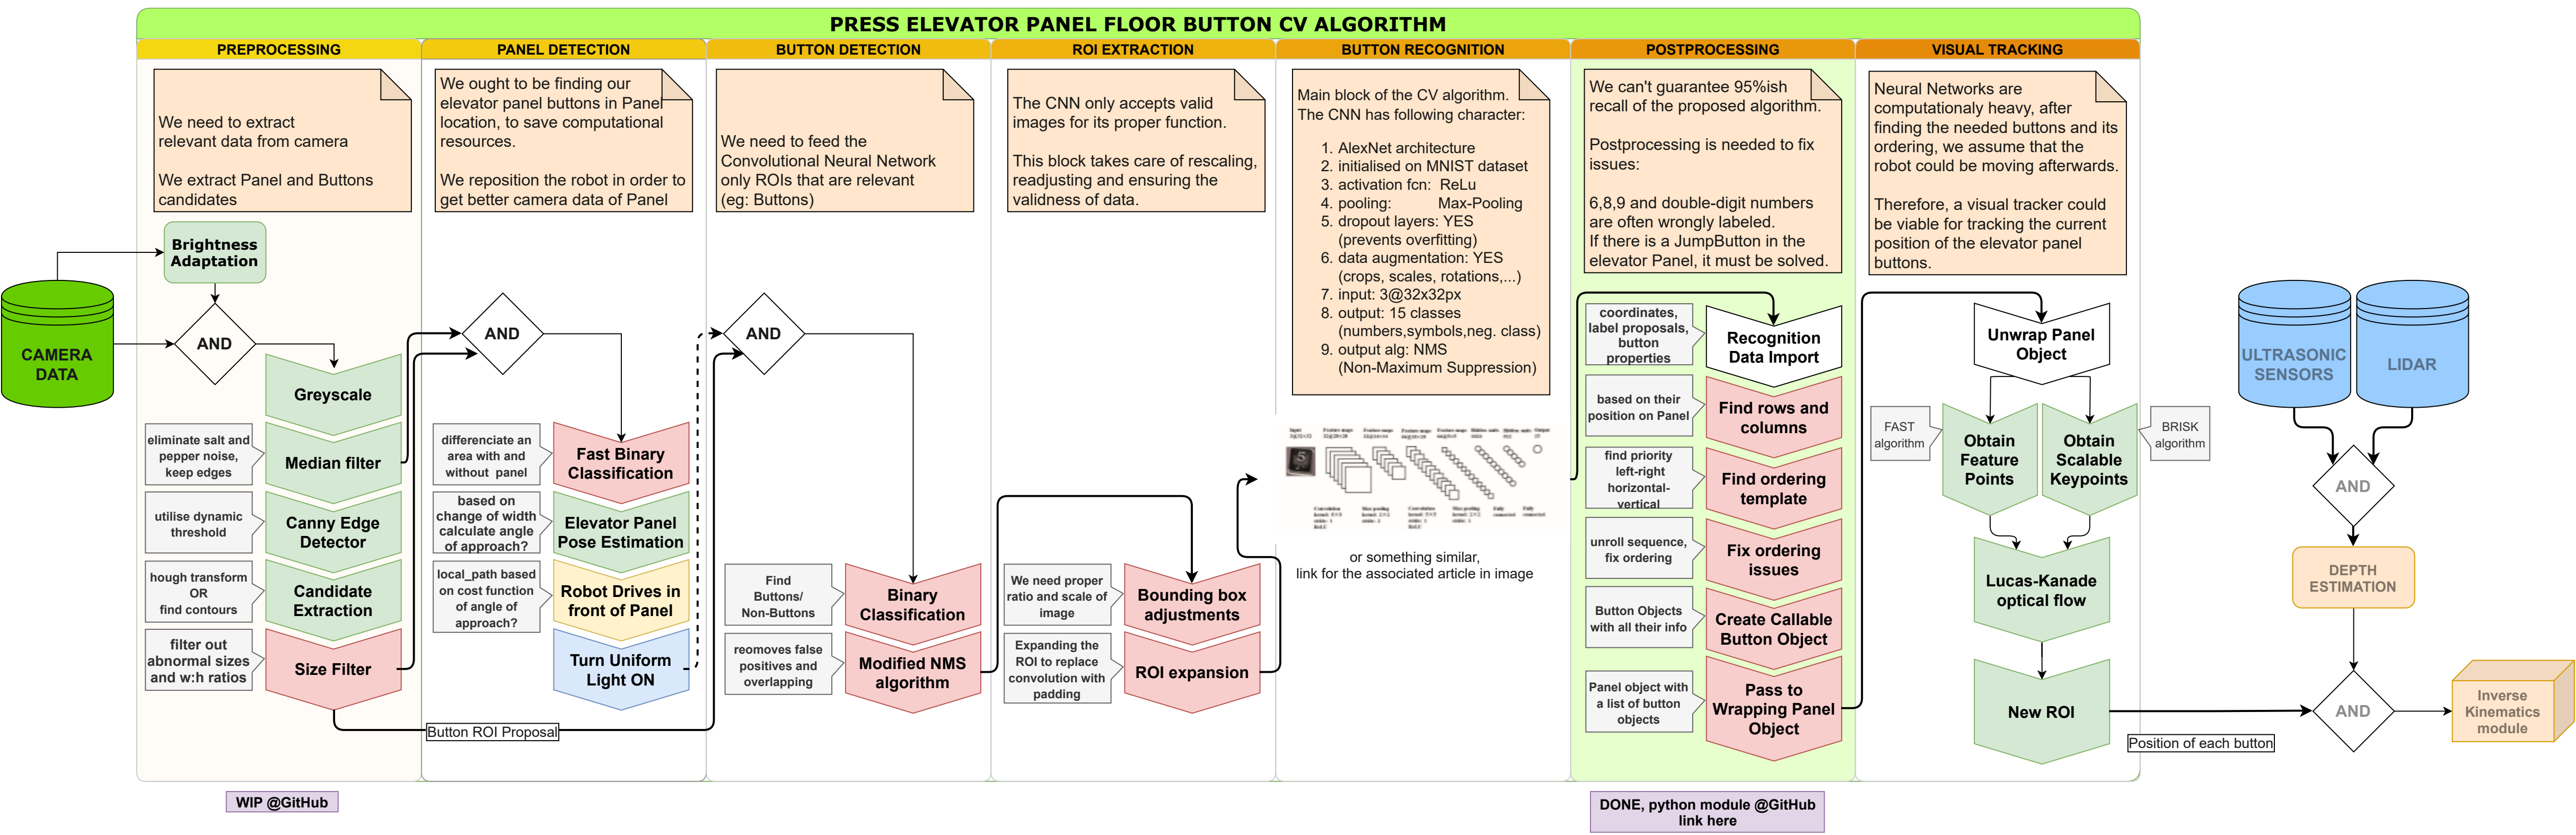 PRESS ELEVATOR PANEL FLOOR BUTTON CV ALGORITHM
PREPROCESSING
We need to extract
relevant data from camera
We extract Panel and Buttons
candidates
CAMERA
DATA
Brightness
Adaptation
AND
Greyscale
eliminate salt and
pepper noise,
keep edges
Median filter
utilise dynamic
threshold
Canny Edge
Detector
hough transform
OR
find contours
Candidate
Extraction
filter out
abnormal sizes
and w:h ratios
Size Filter
Button ROI Proposal
WIP @GitHub
PANEL DETECTION
We ought to be finding our
elevator panel buttons in Panel
location, to save computational
resources.
We reposition the robot in order to
get better camera data of Panel
AND
differenciate an
area with and
without panel
Fast Binary
Classification
based on
change of width
calculate angle
of approach?
Elevator Panel
Pose Estimation
local_path based
on cost function
of angle of
approach?
Robot Drives in
front of Panel
Turn Uniform
Light ON
BUTTON DETECTION
We need to feed the
Convolutional Neural Network
only ROIs that are relevant
(eg: Buttons)
AND
Find
Buttons/
Non-Buttons
Binary
Classification
reomoves false
positives and
overlapping
Modified NMS
algorithm
ROI EXTRACTION
The CNN only accepts valid
images for its proper function.
This block takes care of rescaling,
readjusting and ensuring the
validness of data.
We need proper
ratio and scale of
image
Bounding box
adjustments
Expanding the
ROI to replace
convolution with
padding
ROI expansion
BUTTON RECOGNITION
Main block of the CV algorithm.
The CNN has following character:
1. AlexNet architecture
2. initialised on MNIST dataset
3. activation fcn: ReLu
4. pooling: Max-Pooling
5. dropout layers: YES
(prevents overfitting)
6. data augmentation: YES
(crops, scales, rotations,...)
7. input: 3@32x32px
8. output: 15 classes
(numbers,symbols,neg. class)
9. output alg: NMS
(Non-Maximum Suppression)
or something similar,
link for the associated article in image
POSTPROCESSING
We can't guarantee 95%ish
recall of the proposed algorithm.
Postprocessing is needed to fix
issues:
6,8,9 and double-digit numbers
are often wrongly labeled.
If there is a JumpButton in the
elevator Panel, it must be solved.
coordinates,
label proposals,
button
properties
Recognition
Data Import
based on their
position on Panel
Find rows and
columns
find priority
left-right
horizontal-
vertical
Find ordering
template
unroll sequence,
fix ordering
Fix ordering
issues
Button Objects
with all their info
Create Callable
Button Object
Panel object with
a list of button
objects
Pass to
Wrapping Panel
Object
DONE, python module @GitHub
link here
VISUAL TRACKING
Neural Networks are
computationaly heavy, after
finding the needed buttons and its
ordering, we assume that the
robot could be moving afterwards.
Therefore, a visual tracker could
be viable for tracking the current
position of the elevator panel
buttons.
Unwrap Panel
Object
FAST
algorithm
Obtain
Feature
Points
Obtain
Scalable
Keypoints
BRISK
algorithm
Lucas-Kanade
optical flow
New ROI
Position of each button
ULTRASONIC
SENSORS
LIDAR
AND
DEPTH
ESTIMATION
AND
Inverse
Kinematics
module